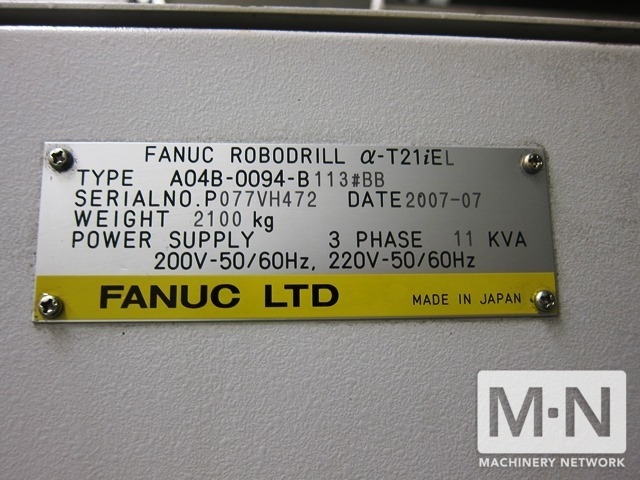 FANUC ROBODRILL α-T21iEL
TYPE A04B-0094-B113#BB
SERIALNO.P077VH472 DATE2007-07
WEIGHT 2100 kg
POWER SUPPLY 3 PHASE 11 KVA
200V-50/60Hz, 220V-50/60Hz
FANUC LTD MADE IN JAPAN
M·N
MACHINERY NETWORK